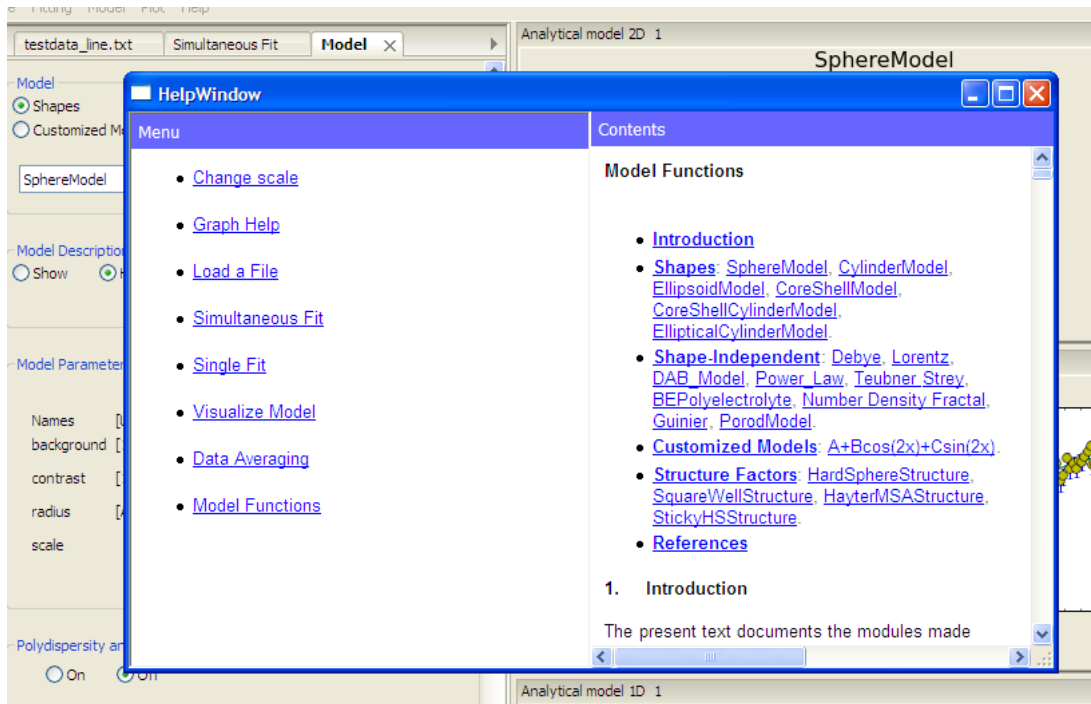 Fitting Model Plot Help
testdata_line.txt
Simultaneous Fit
Model
Analytical model 2D 1
SphereModel
Model
Shapes
Customized
SphereModel
Model Description
Show
Model Parameter
Names
background
contrast
radius
scale
Polydispersity
On
Off
HelpWindow
Menu
Change scale
Graph Help
Load a File
Simultaneous Fit
Single Fit
Visualize Model
Data Averaging
Model Functions
Contents
Model Functions
Introduction
Shapes: SphereModel, CylinderModel,
EllipsoidModel, CoreShellModel,
CoreShellCylinderModel,
EllipticalCylinderModel.
Shape-Independent: Debye, Lorentz,
DAB_Model, Power_Law, Teubner Strey,
BEPolyelectrolyte, Number Density Fractal,
Guinier, PorodModel.
Customized Models: A+Bcos(2x)+Csin(2x).
Structure Factors: HardSphereStructure,
SquareWellStructure, HayterMSAStructure,
StickyHSStructure.
References
1. Introduction
The present text documents the modules made
Analytical model 1D 1